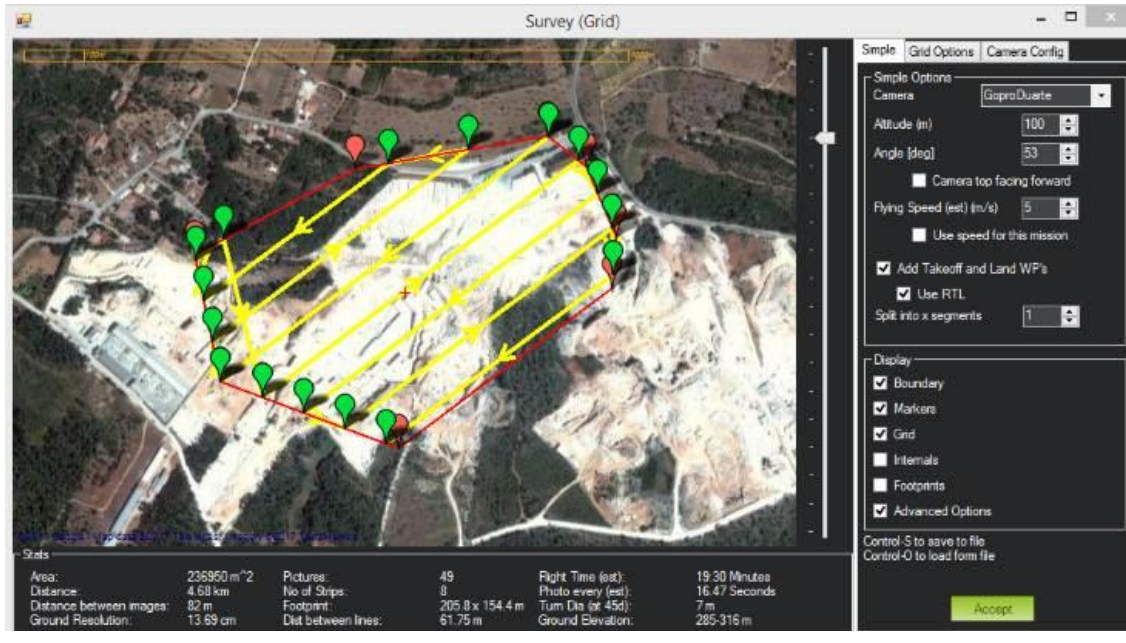 Survey (Grid)
Simple Grid Options Camera Config
Simple Options
Camera GoproDuarte
Altitude (m) 100
Angle [deg] 53
Camera top facing forward
Flying Speed (est) (m/s) 5
Use speed for this mission
Add Takeoff and Land WP's
Use RTL
Split into x segments 1
Display
Boundary
Markers
Grid
Internals
Footprints
Advanced Options
Control-S to save to file
Control-O to load form file
Accept
Stats
Area: 236950 m^2 Pictures: 49 Flight Time (est): 19:30 Minutes
Distance: 4.68 km No of Strips: 8 Photo every (est): 16.47 Seconds
Distance between images: 82 m Footprint: 205.8 x 154.4 m Turn Dia (at 45d): 7 m
Ground Resolution: 13.69 cm Dist between lines: 61.75 m Ground Elevation: 285-316 m